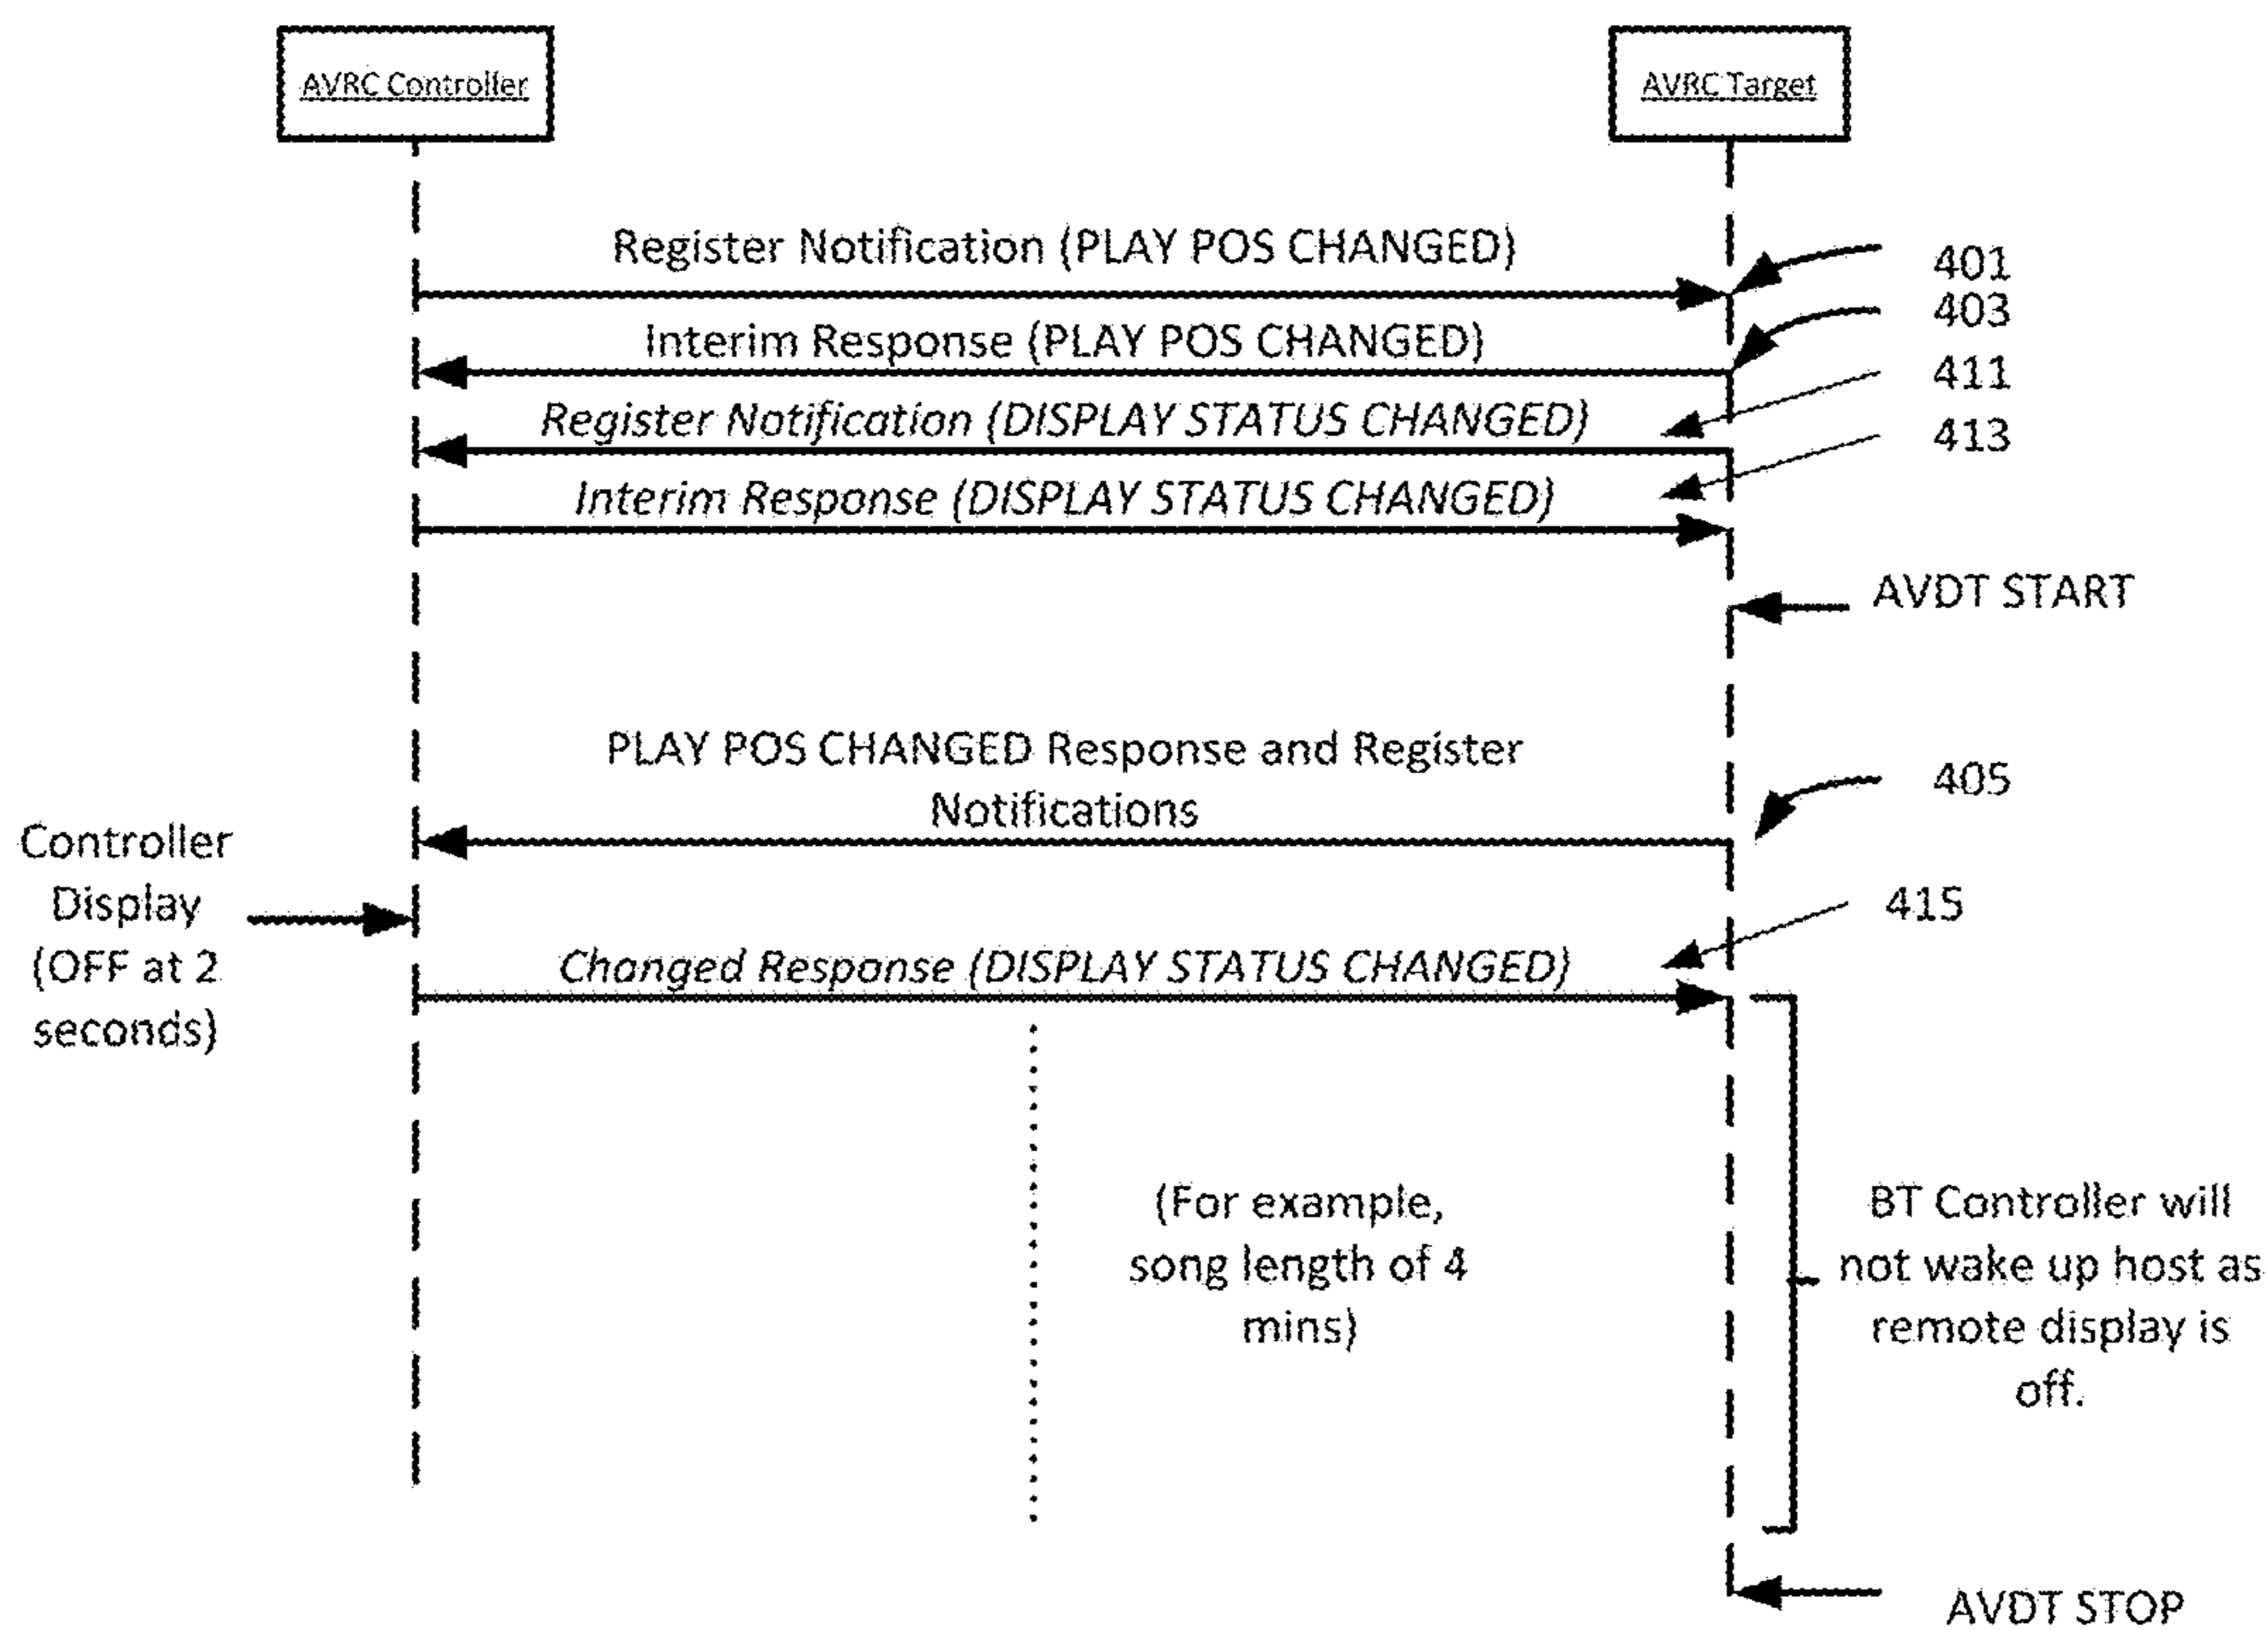 AVRC Controller
AVRC Target
Register Notification (PLAY POS CHANGED)
401
Interim Response (PLAY POS CHANGED)
403
Register Notification (DISPLAY STATUS CHANGED)
411
Interim Response (DISPLAY STATUS CHANGED)
413
AVDT START
PLAY POS CHANGED Response and Register
Notifications
405
Controller
Display
(OFF at 2
seconds)
415
Changed Response (DISPLAY STATUS CHANGED)
(For example,
song length of 4
mins)
BT Controller will
not wake up host as
remote display is
off.
AVDT STOP